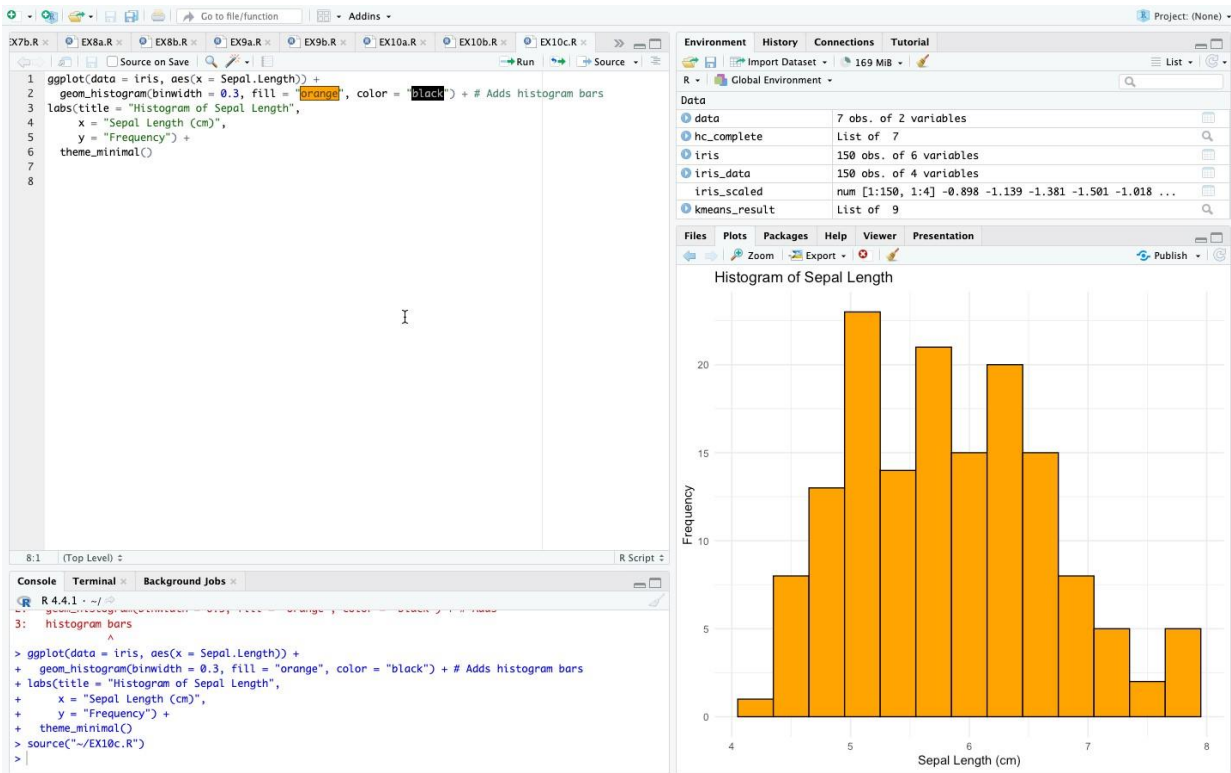 Go to file/function
Addins
Project: (None)
EX7b.R
EX8a.R
EX8b.R
EX9a.R
EX9b.R
EX10a.R
EX10b.R
EX10c.R
Source on Save
Run
Source
1 ggplot(data = iris, aes(x = Sepal.Length)) +
2 geom_histogram(binwidth = 0.3, fill = "orange", color = "black") + # Adds histogram bars
3 labs(title = "Histogram of Sepal Length",
4 x = "Sepal Length (cm)",
5 y = "Frequency") +
6 theme_minimal()
7
8
8:1 (Top Level)
R Script
Console Terminal Background Jobs
R 4.4.1 · ~/
3: histogram bars
^
> ggplot(data = iris, aes(x = Sepal.Length)) +
+ geom_histogram(binwidth = 0.3, fill = "orange", color = "black") + # Adds histogram bars
+ labs(title = "Histogram of Sepal Length",
+ x = "Sepal Length (cm)",
+ y = "Frequency") +
+ theme_minimal()
> source("~/EX10c.R")
>
Environment History Connections Tutorial
Import Dataset
169 MiB
List
R Global Environment
Data
data 7 obs. of 2 variables
hc_complete List of 7
iris 150 obs. of 6 variables
iris_data 150 obs. of 4 variables
iris_scaled num [1:150, 1:4] -0.898 -1.139 -1.381 -1.501 -1.018 ...
kmeans_result List of 9
Files Plots Packages Help Viewer Presentation
Zoom Export Publish
Histogram of Sepal Length
Frequency
20
15
10
5
0
4 5 6 7 8
Sepal Length (cm)